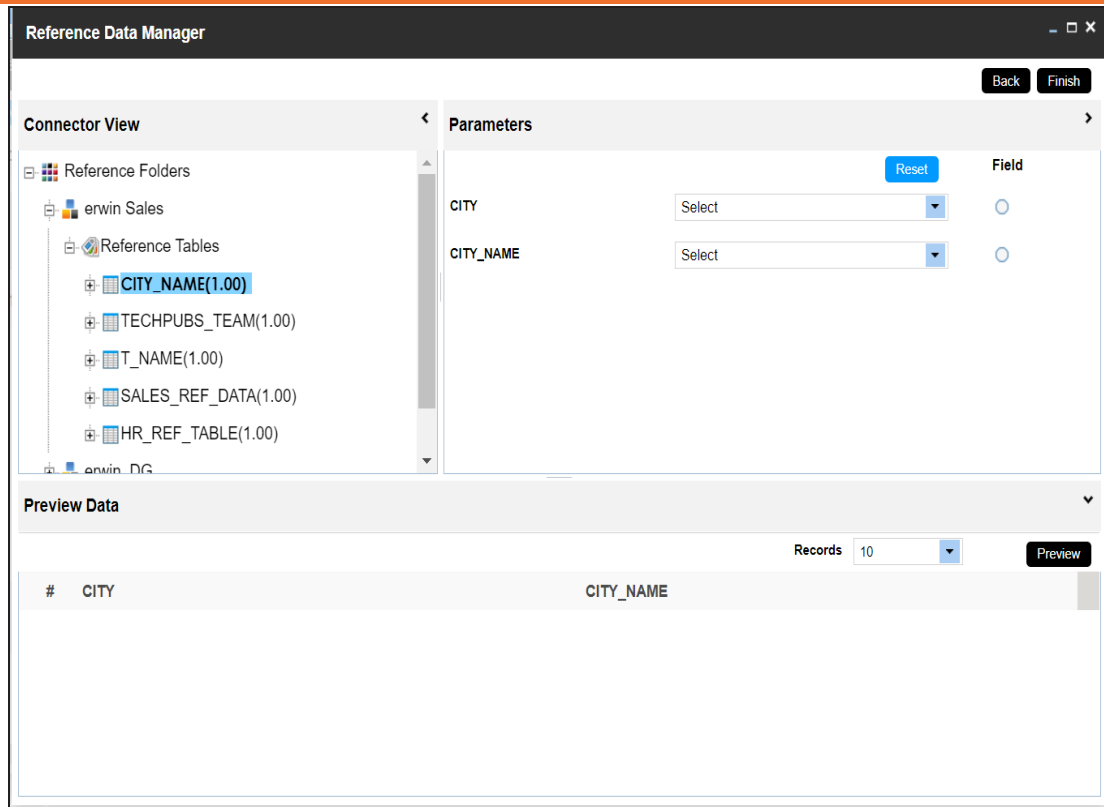 Reference Data Manager
Back Finish
Connector View
Parameters
Reference Folders
erwin Sales
Reference Tables
CITY_NAME(1.00)
TECHPUBS_TEAM(1.00)
T_NAME(1.00)
SALES_REF_DATA(1.00)
HR_REF_TABLE(1.00)
erwin_DG
Reset Field
CITY Select
CITY_NAME Select
Preview Data
Records 10 Preview
# CITY CITY_NAME